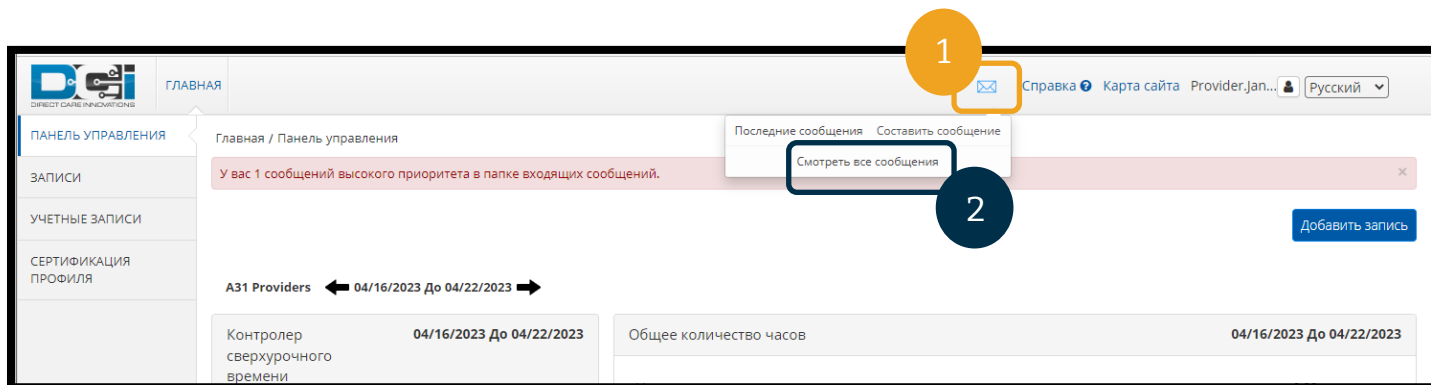 1
DCI
DIRECT CARE INNOVATIONS
ГЛАВНАЯ
Справка ? Карта сайта Provider.Jan... Русский
ПАНЕЛЬ УПРАВЛЕНИЯ
Главная / Панель управления
Последние сообщения Составить сообщение
Смотреть все сообщения
ЗАПИСИ
У вас 1 сообщений высокого приоритета в папке входящих сообщений. ×
2
УЧЕТНЫЕ ЗАПИСИ
Добавить запись
СЕРТИФИКАЦИЯ
ПРОФИЛЯ
A31 Providers 04/16/2023 До 04/22/2023
Контролер
сверхурочного
времени
04/16/2023 До 04/22/2023
Общее количество часов 04/16/2023 До 04/22/2023